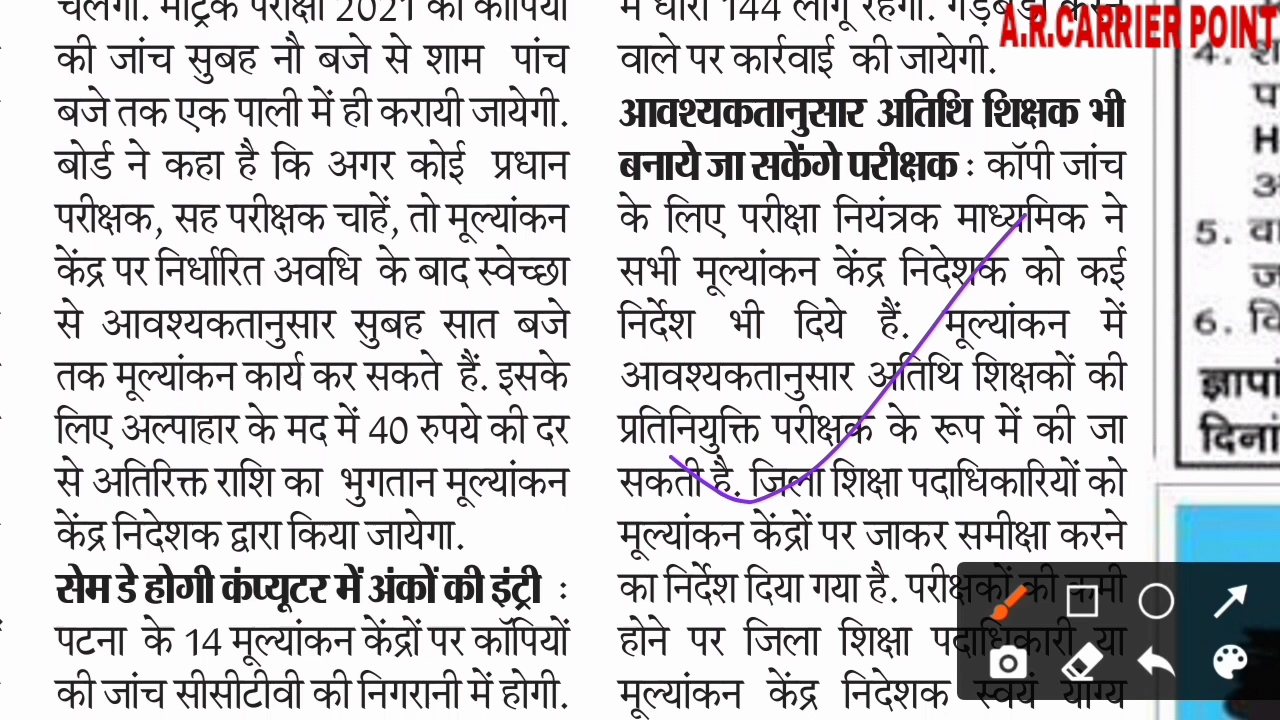 चलेगी. मैट्रिक परीक्षा 2021 की कॉपियों
की जांच सुबह नौ बजे से शाम पांच
बजे तक एक पाली में ही करायी जायेगी.
बोर्ड ने कहा है कि अगर कोई प्रधान
परीक्षक, सह परीक्षक चाहें, तो मूल्यांकन
केंद्र पर निर्धारित अवधि के बाद स्वेच्छा
से आवश्यकतानुसार सुबह सात बजे
तक मूल्यांकन कार्य कर सकते हैं. इसके
लिए अल्पाहार के मद में 40 रुपये की दर
से अतिरिक्त राशि का भुगतान मूल्यांकन
केंद्र निदेशक द्वारा किया जायेगा.
सेम डे होगी कंप्यूटर में अंकों की इंट्री :
पटना के 14 मूल्यांकन केंद्रों पर कॉपियों
की जांच सीसीटीवी की निगरानी में होगी.
में धारा 144 लागू रहेगी. गड़बड़ी करने
वाले पर कार्रवाई की जायेगी.
आवश्यकतानुसार अतिथि शिक्षक भी
बनाये जा सकेंगे परीक्षक : कॉपी जांच
के लिए परीक्षा नियंत्रक माध्यमिक ने
सभी मूल्यांकन केंद्र निदेशक को कई
निर्देश भी दिये हैं. मूल्यांकन में
आवश्यकतानुसार अतिथि शिक्षकों की
प्रतिनियुक्ति परीक्षक के रूप में की जा
सकती है. जिला शिक्षा पदाधिकारियों को
मूल्यांकन केंद्रों पर जाकर समीक्षा करने
का निर्देश दिया गया है. परीक्षकों की कमी
होने पर जिला शिक्षा पदाधिकारी या
मूल्यांकन केंद्र निदेशक स्वयं योग्य
A.R.CARRIER POINT
4.
5.
6.